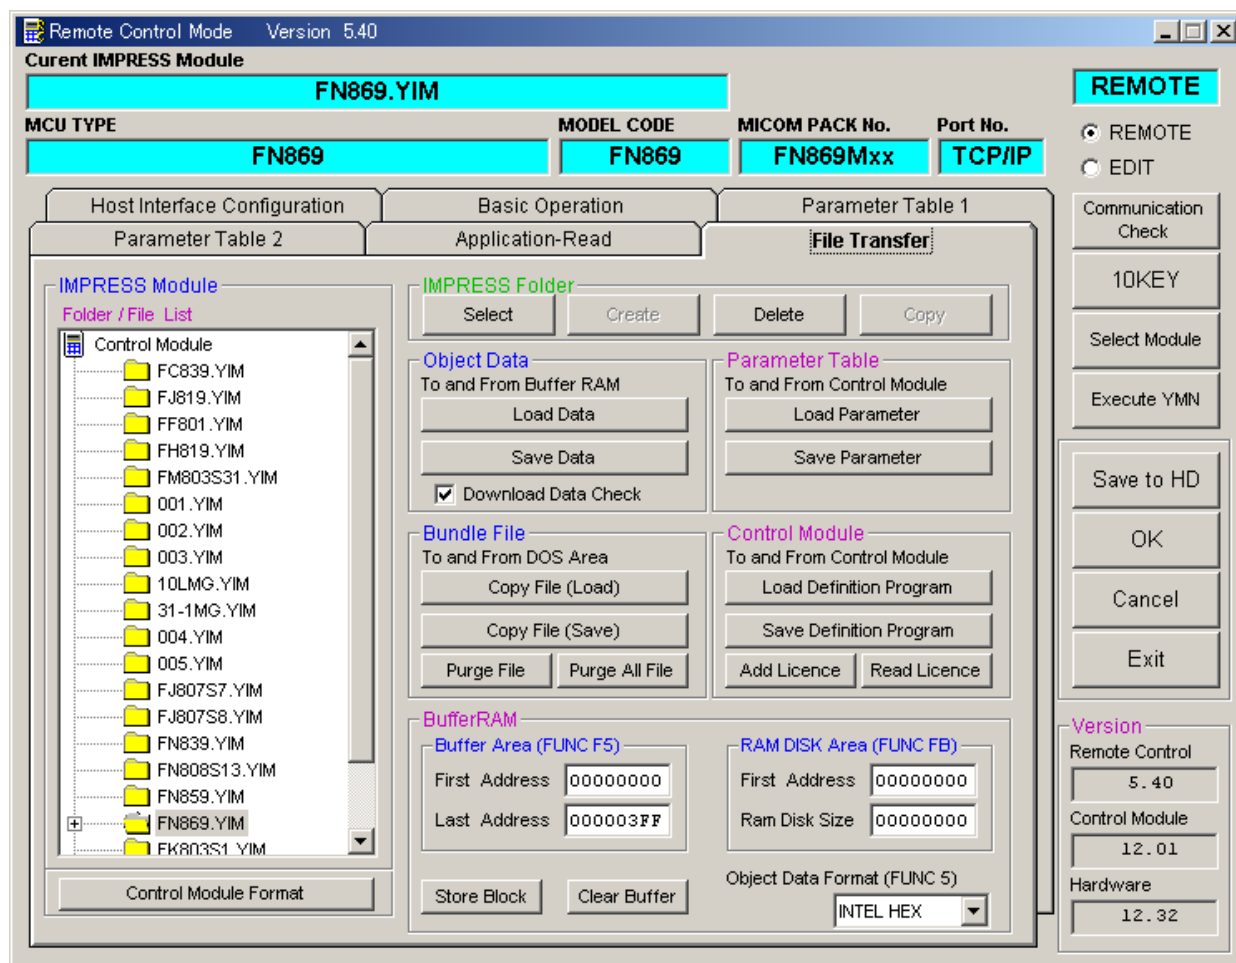 Remote Control Mode Version 5.40
Curent IMPRESS Module
FN869.YIM
REMOTE
MCU TYPE MODEL CODE MICOM PACK No. Port No.
FN869 FN869 FN869Mxx TCP/IP
REMOTE
EDIT
Host Interface Configuration Basic Operation Parameter Table 1
Parameter Table 2 Application-Read File Transfer
Communication
Check
10KEY
Select Module
Execute YMN
Save to HD
OK
Cancel
Exit
IMPRESS Module
Folder / File List
Control Module
FC839.YIM
FJ819.YIM
FF801.YIM
FH819.YIM
FM803S31.YIM
001.YIM
002.YIM
003.YIM
10LMG.YIM
31-1MG.YIM
004.YIM
005.YIM
FJ807S7.YIM
FJ807S8.YIM
FN839.YIM
FN808S13.YIM
FN859.YIM
FN869.YIM
FK803S1.YIM
Control Module Format
IMPRESS Folder
Select Create Delete Copy
Object Data
To and From Buffer RAM
Load Data
Save Data
Download Data Check
Parameter Table
To and From Control Module
Load Parameter
Save Parameter
Bundle File
To and From DOS Area
Copy File (Load)
Copy File (Save)
Purge File Purge All File
Control Module
To and From Control Module
Load Definition Program
Save Definition Program
Add Licence Read Licence
BufferRAM
Buffer Area (FUNC F5)
First Address 00000000
Last Address 000003FF
RAM DISK Area (FUNC FB)
First Address 00000000
Ram Disk Size 00000000
Store Block Clear Buffer
Object Data Format (FUNC 5)
INTEL HEX
Version
Remote Control
5.40
Control Module
12.01
Hardware
12.32